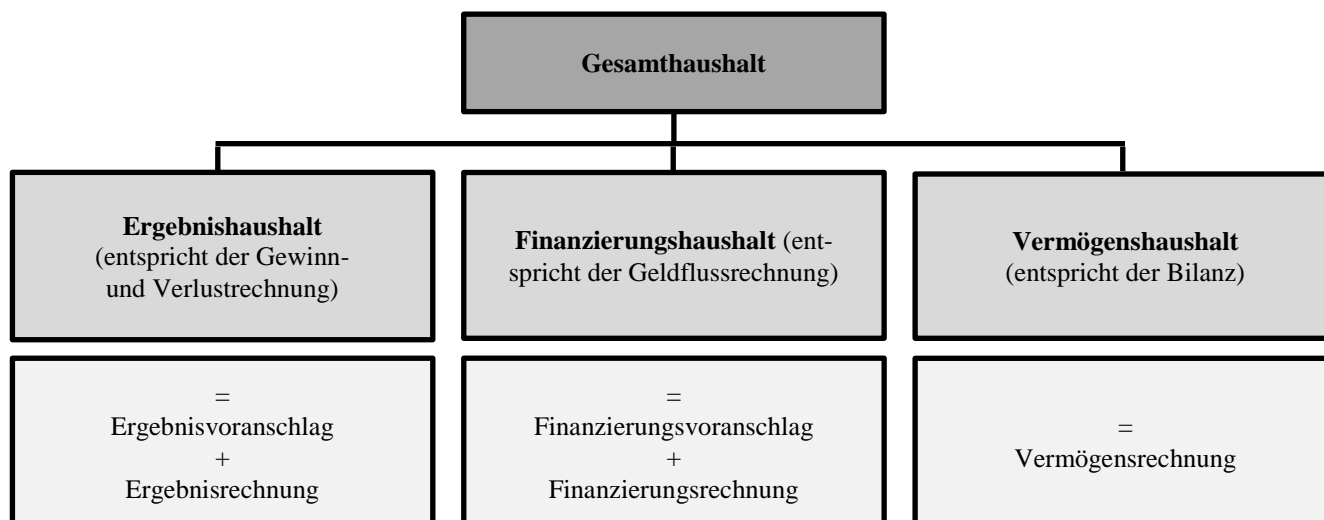 Gesamthaushalt
Ergebnishaushalt
(entspricht der Gewinn-
und Verlustrechnung)
Finanzierungshaushalt (ent-
spricht der Geldflussrechnung)
Vermögenshaushalt
(entspricht der Bilanz)
=
Ergebnisvoranschlag
+
Ergebnisrechnung
=
Finanzierungsvoranschlag
+
Finanzierungsrechnung
=
Vermögensrechnung